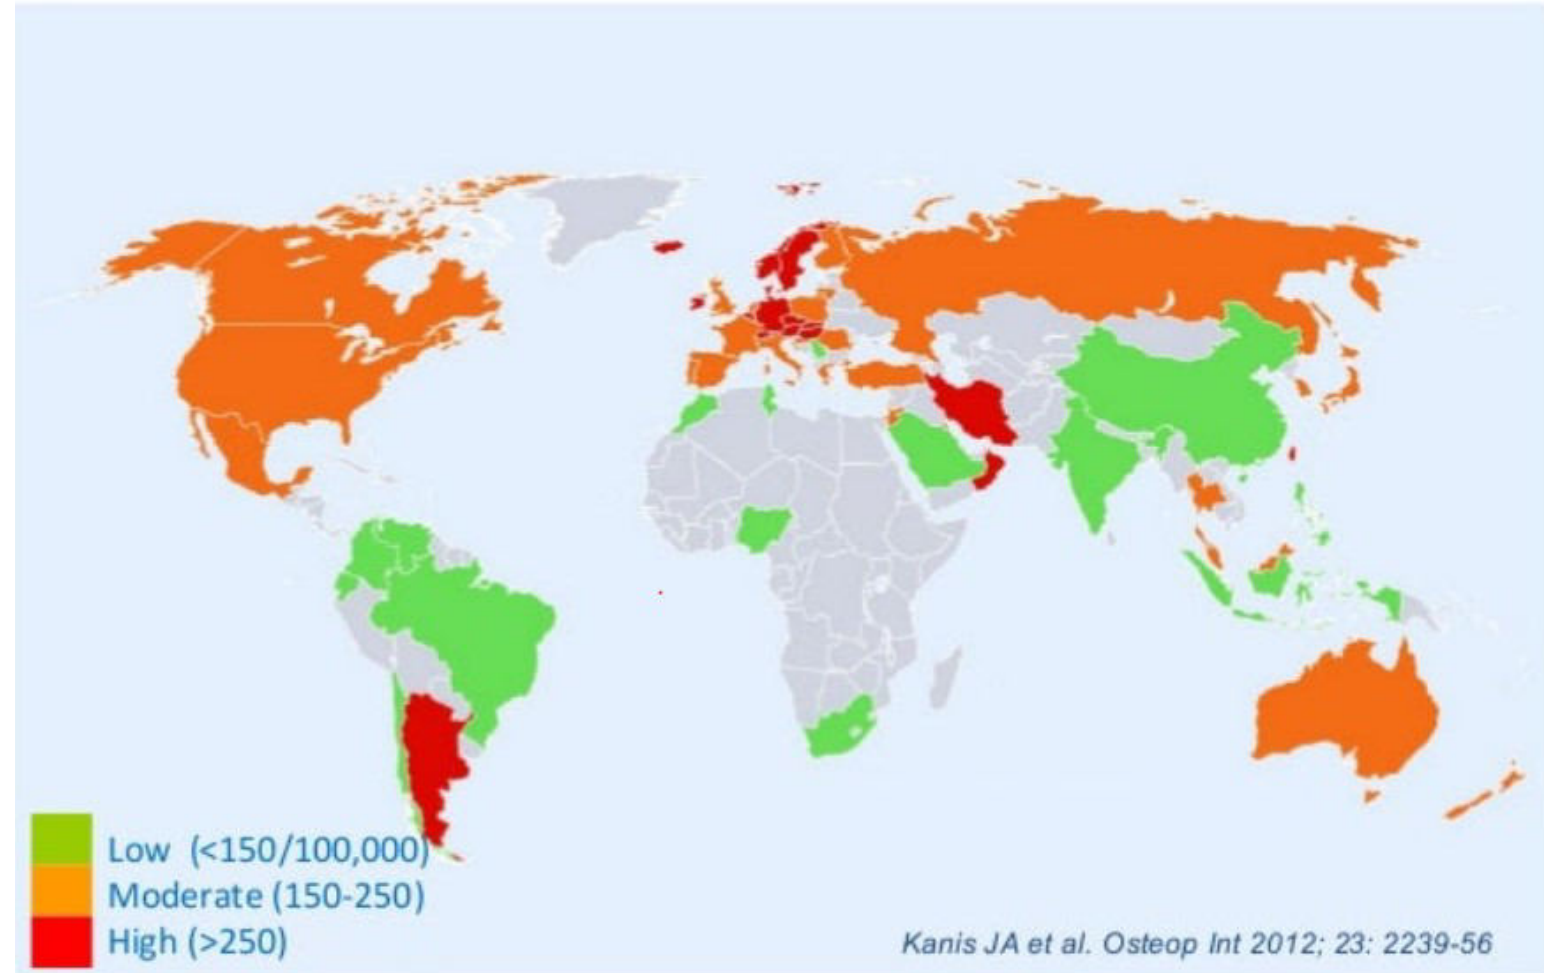 Low (<150/100,000)
Moderate (150-250)
High (>250)
Kanis JA et al. Osteop Int 2012; 23: 2239-56